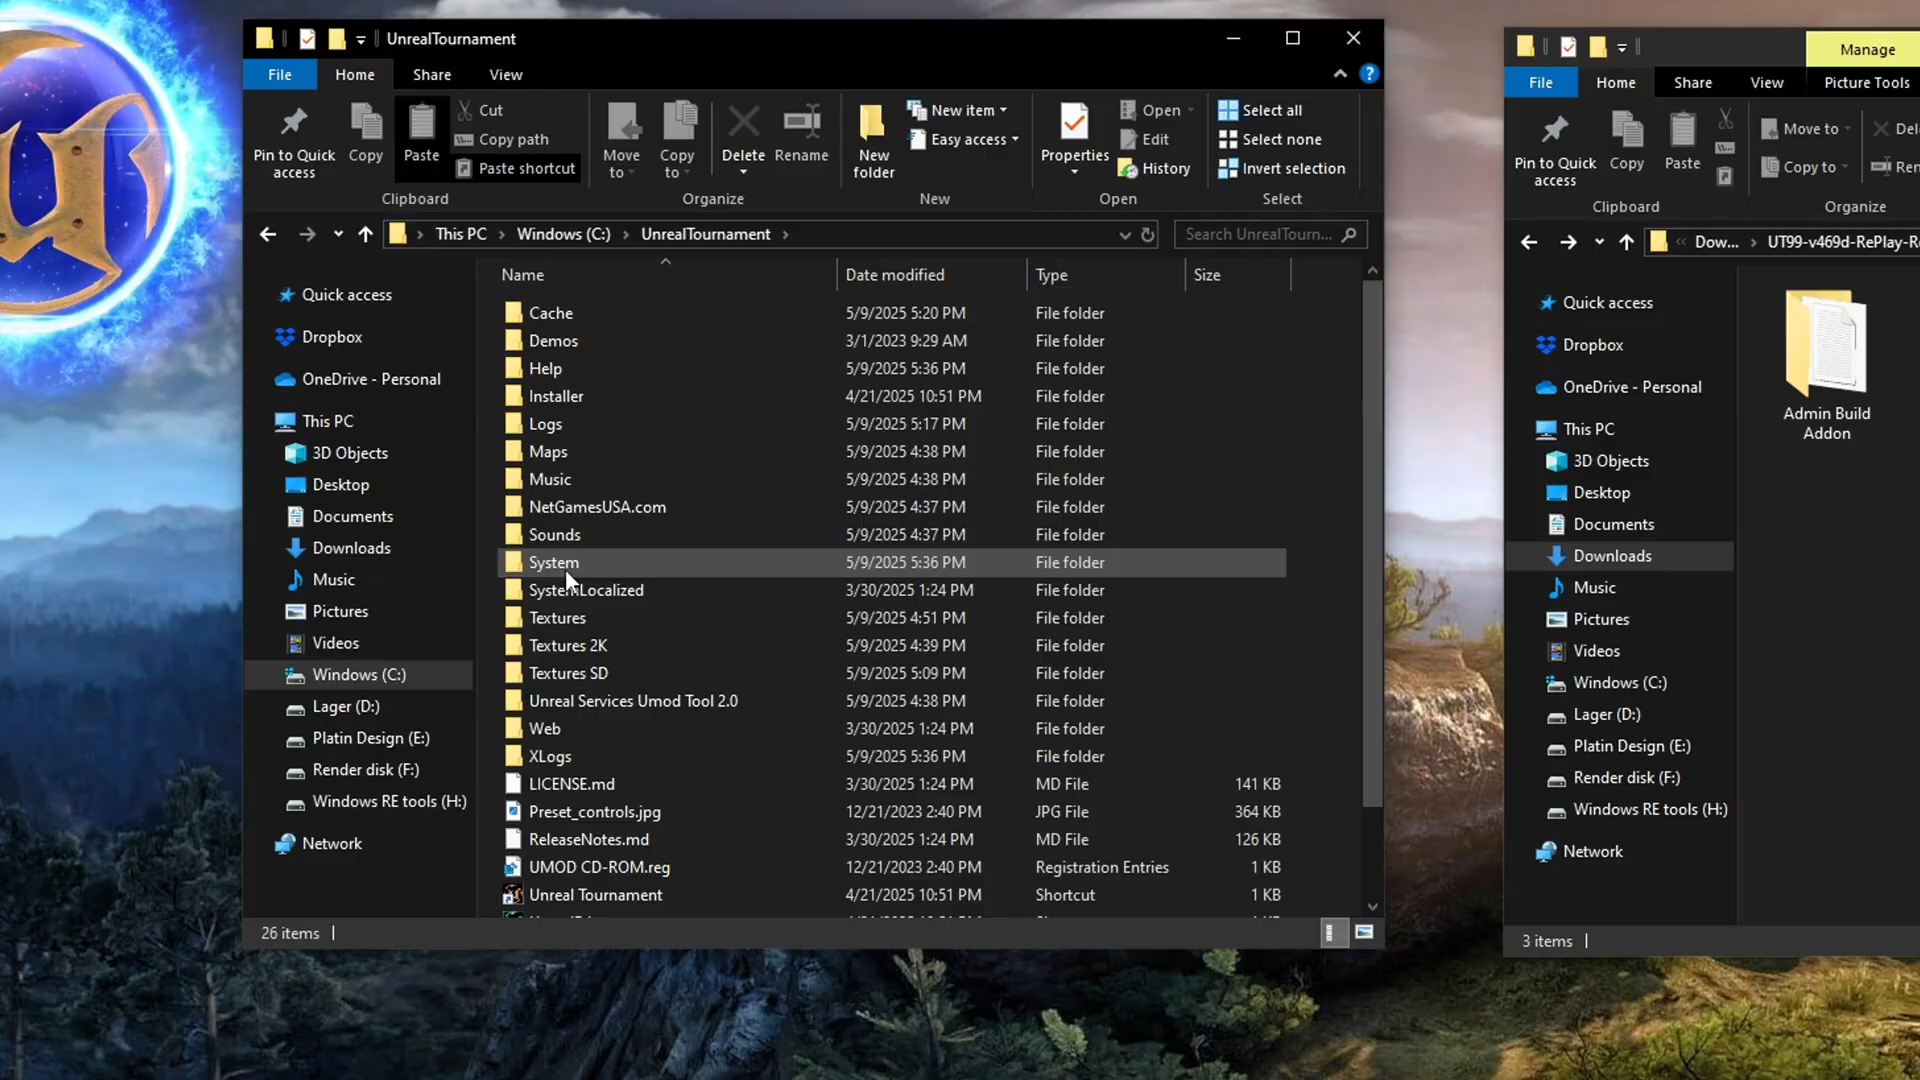 UnrealTournament
File Home Share View
Pin to Quick access
Copy
Paste
Cut
Copy path
Paste shortcut
Clipboard
Move to
Copy to
Delete
Rename
Organize
New folder
New item
Easy access
New
Properties
Open
Edit
History
Open
Select all
Select none
Invert selection
Select
This PC > Windows (C:) > UnrealTournament >
Search UnrealTourn...
Quick access
Dropbox
OneDrive - Personal
This PC
3D Objects
Desktop
Documents
Downloads
Music
Pictures
Videos
Windows (C:)
Lager (D:)
Platin Design (E:)
Render disk (F:)
Windows RE tools (H:)
Network
Name Date modified Type Size
Cache 5/9/2025 5:20 PM File folder
Demos 3/1/2023 9:29 AM File folder
Help 5/9/2025 5:36 PM File folder
Installer 4/21/2025 10:51 PM File folder
Logs 5/9/2025 5:17 PM File folder
Maps 5/9/2025 4:38 PM File folder
Music 5/9/2025 4:38 PM File folder
NetGamesUSA.com 5/9/2025 4:37 PM File folder
Sounds 5/9/2025 4:37 PM File folder
System 5/9/2025 5:36 PM File folder
SystemLocalized 3/30/2025 1:24 PM File folder
Textures 5/9/2025 4:51 PM File folder
Textures 2K 5/9/2025 4:39 PM File folder
Textures SD 5/9/2025 5:09 PM File folder
Unreal Services Umod Tool 2.0 5/9/2025 4:38 PM File folder
Web 3/30/2025 1:24 PM File folder
XLogs 5/9/2025 5:36 PM File folder
LICENSE.md 3/30/2025 1:24 PM MD File 141 KB
Preset_controls.jpg 12/21/2023 2:40 PM JPG File 364 KB
ReleaseNotes.md 3/30/2025 1:24 PM MD File 126 KB
UMOD CD-ROM.reg 12/21/2023 2:40 PM Registration Entries 1 KB
Unreal Tournament 4/21/2025 10:51 PM Shortcut 1 KB
26 items
Manage
File Home Share View Picture Tools
Pin to Quick access
Copy
Paste
Clipboard
Move to
Copy to
Organize
Dow... > UT99-v469d-RePlay-R
Quick access
Dropbox
OneDrive - Personal
This PC
3D Objects
Desktop
Documents
Downloads
Music
Pictures
Videos
Windows (C:)
Lager (D:)
Platin Design (E:)
Render disk (F:)
Windows RE tools (H:)
Network
Admin Build
Addon
3 items